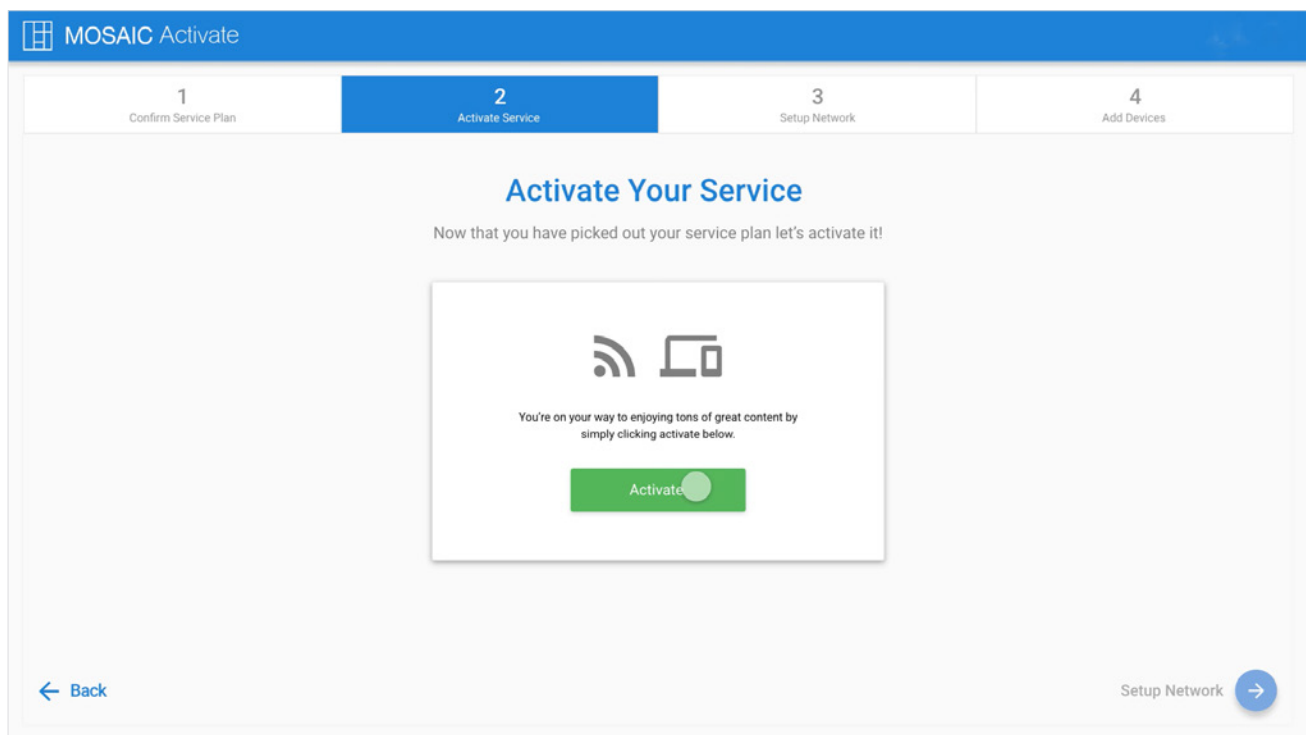 MOSAIC Activate
1
Confirm Service Plan
2
Activate Service
3
Setup Network
4
Add Devices
Activate Your Service
Now that you have picked out your service plan let's activate it!
You're on your way to enjoying tons of great content by
simply clicking activate below.
Activate
Back
Setup Network